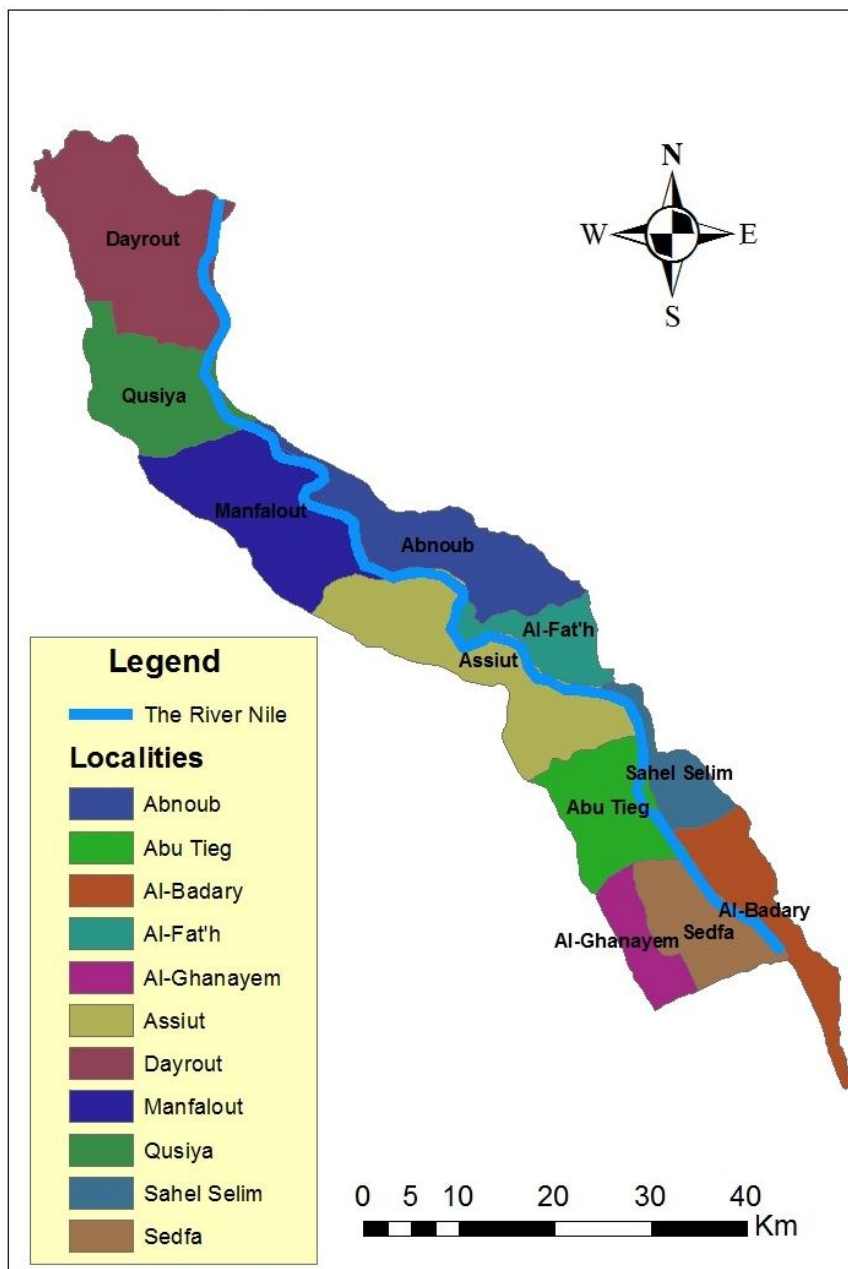 N
W E
S
Dayrout
Qusiya
Manfalout
Abnoub
Al-Fat'h
Assiut
Sahel Selim
Abu Tieg
Al-Badary
Sedfa
Al-Ghanayem
Legend
The River Nile
Localities
Abnoub
Abu Tieg
Al-Badary
Al-Fat'h
Al-Ghanayem
Assiut
Dayrout
Manfalout
Qusiya
Sahel Selim
Sedfa
0 5 10 20 30 40
Km